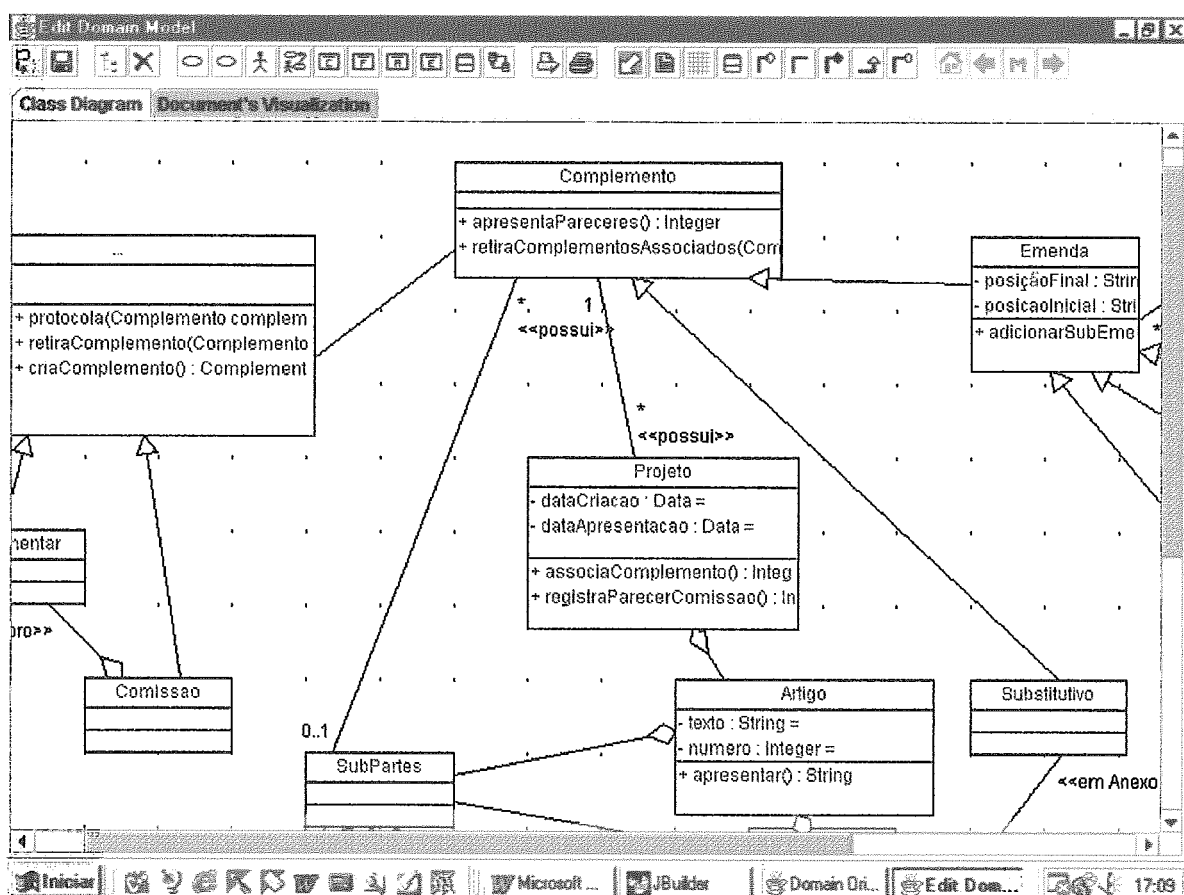 Edit Domain Model
Class Diagram
Document's Visualization
Complemento
+ apresentaPareceres() : Integer
+ retiraComplementosAssociados(Com
...
+ protocola(Complemento complem
+ retiraComplemento(Complemento
+ criaComplemento() : Complement
Emenda
- posiçãoFinal : Strin
- posicaoInicial : Stri
+ adicionarSubEme
*
*
1
<<possui>>
*
<<possui>>
Projeto
- dataCriacao : Data =
- dataApresentacao : Data =
+ associaComplemento() : Integ
+ registraParecerComissao() : In
mentar
bro>>
Comissao
0..1
SubPartes
Artigo
- texto : String =
- numero : Integer =
+ apresentar() : String
Substitutivo
<<em Anexo
Iniciar
Microsoft ...
JBuilder
Domain Ori...
Edit Dom...
17:09